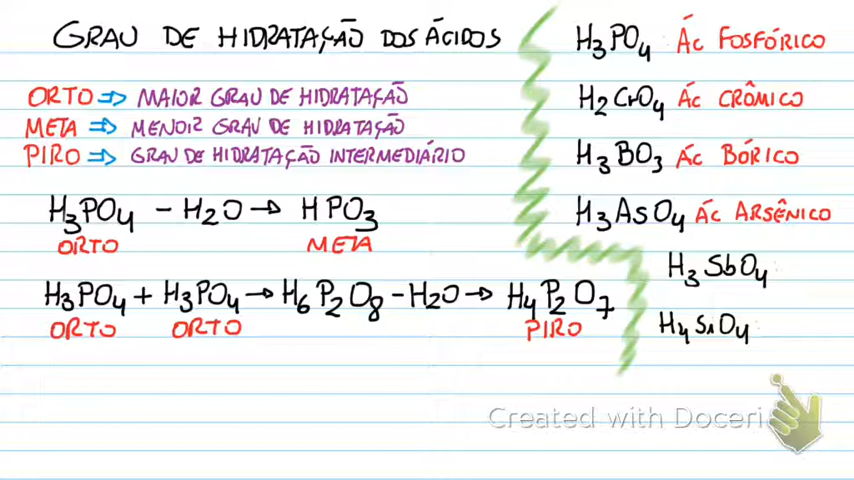 GRAU DE HIDRATAÇÃO DOS ÁCIDOS
ORTO ⇒ MAIOR GRAU DE HIDRATAÇÃO
META ⇒ MENOR GRAU DE HIDRATAÇÃO
PIRO ⇒ GRAU DE HIDRATAÇÃO INTERMEDIÁRIO
H₃PO₄ - H₂O → HPO₃
ORTO META
H₃PO₄ + H₃PO₄ → H₆P₂O₈ - H₂O → H₄P₂O₇
ORTO ORTO PIRO
H₃PO₄ ÁC FOSFÓRICO
H₂CrO₄ ÁC CRÔMICO
H₃BO₃ ÁC BÓRICO
H₃AsO₄ ÁC ARSÊNICO
H₃SbO₄
H₄SiO₄
Created with Doceri